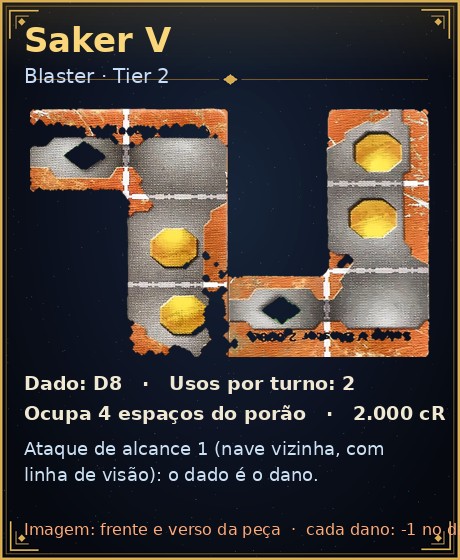 Saker V
Blaster · Tier 2
Dado: D8 · Usos por turno: 2
Ocupa 4 espaços do porão · 2.000 cR
Ataque de alcance 1 (nave vizinha, com
linha de visão): o dado é o dano.
Imagem: frente e verso da peça · cada dano: -1 no d